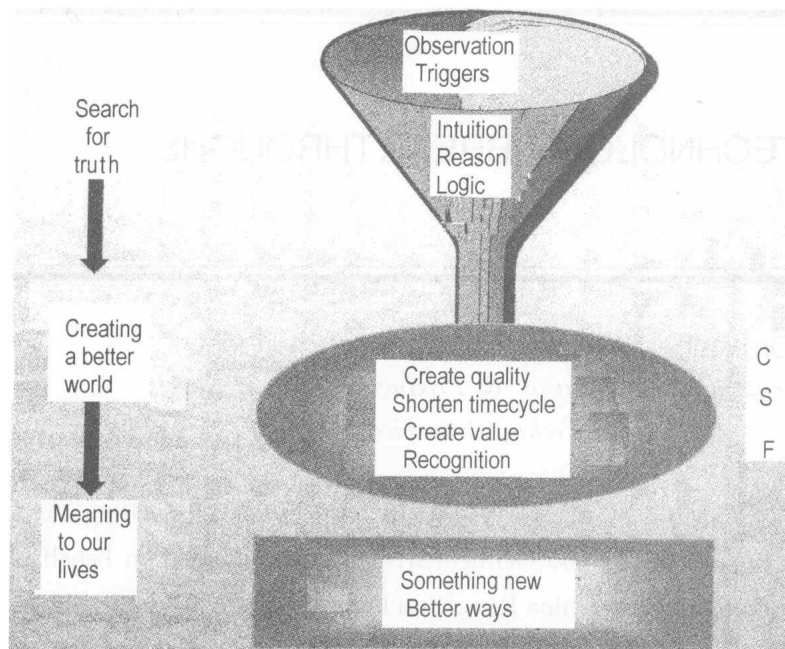 Observation
Triggers
Intuition
Reason
Logic
Search
for
truth
Creating
a better
world
Create quality
Shorten timecycle
Create value
Recognition
C
S
F
Meaning
to our
lives
Something new
Better ways